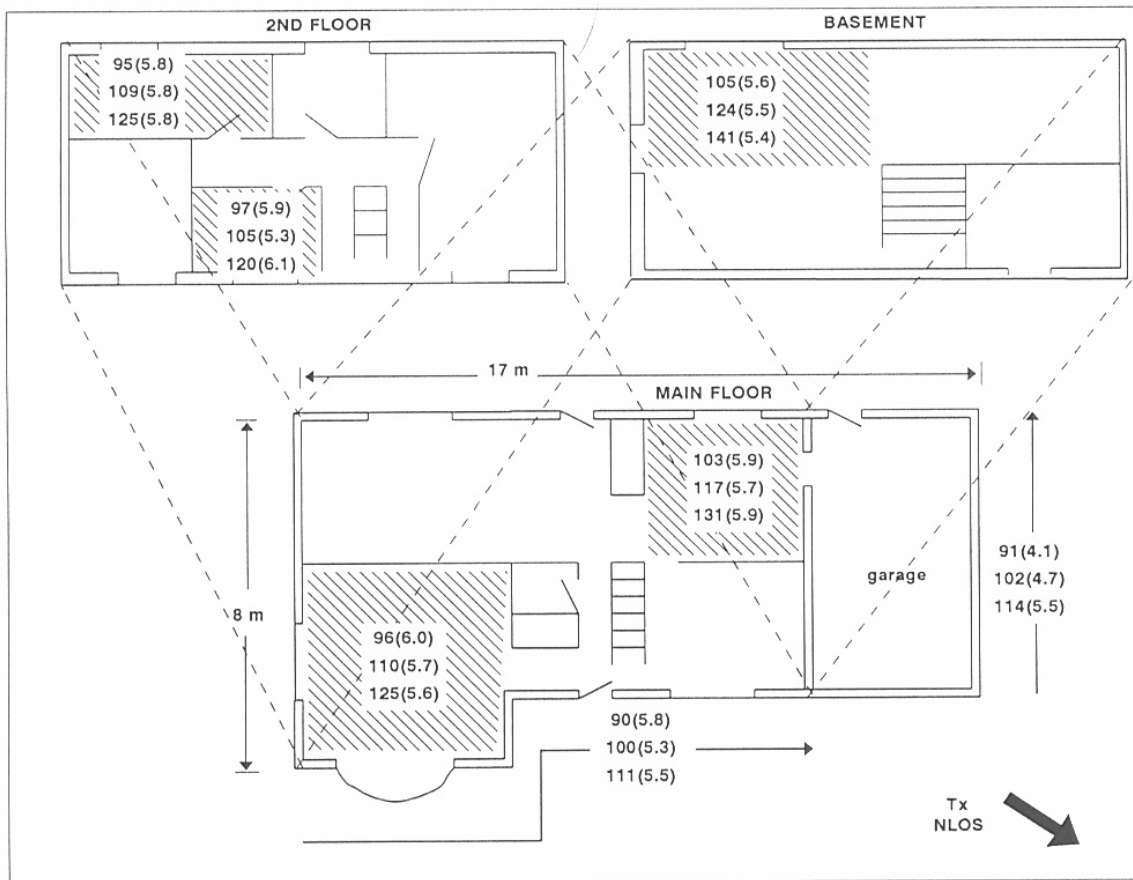 2ND FLOOR
BASEMENT
95(5.8)
109(5.8)
125(5.8)
97(5.9)
105(5.3)
120(6.1)
105(5.6)
124(5.5)
141(5.4)
17 m
MAIN FLOOR
103(5.9)
117(5.7)
131(5.9)
garage
91(4.1)
102(4.7)
114(5.5)
8 m
96(6.0)
110(5.7)
125(5.6)
90(5.8)
100(5.3)
111(5.5)
Tx
NLOS